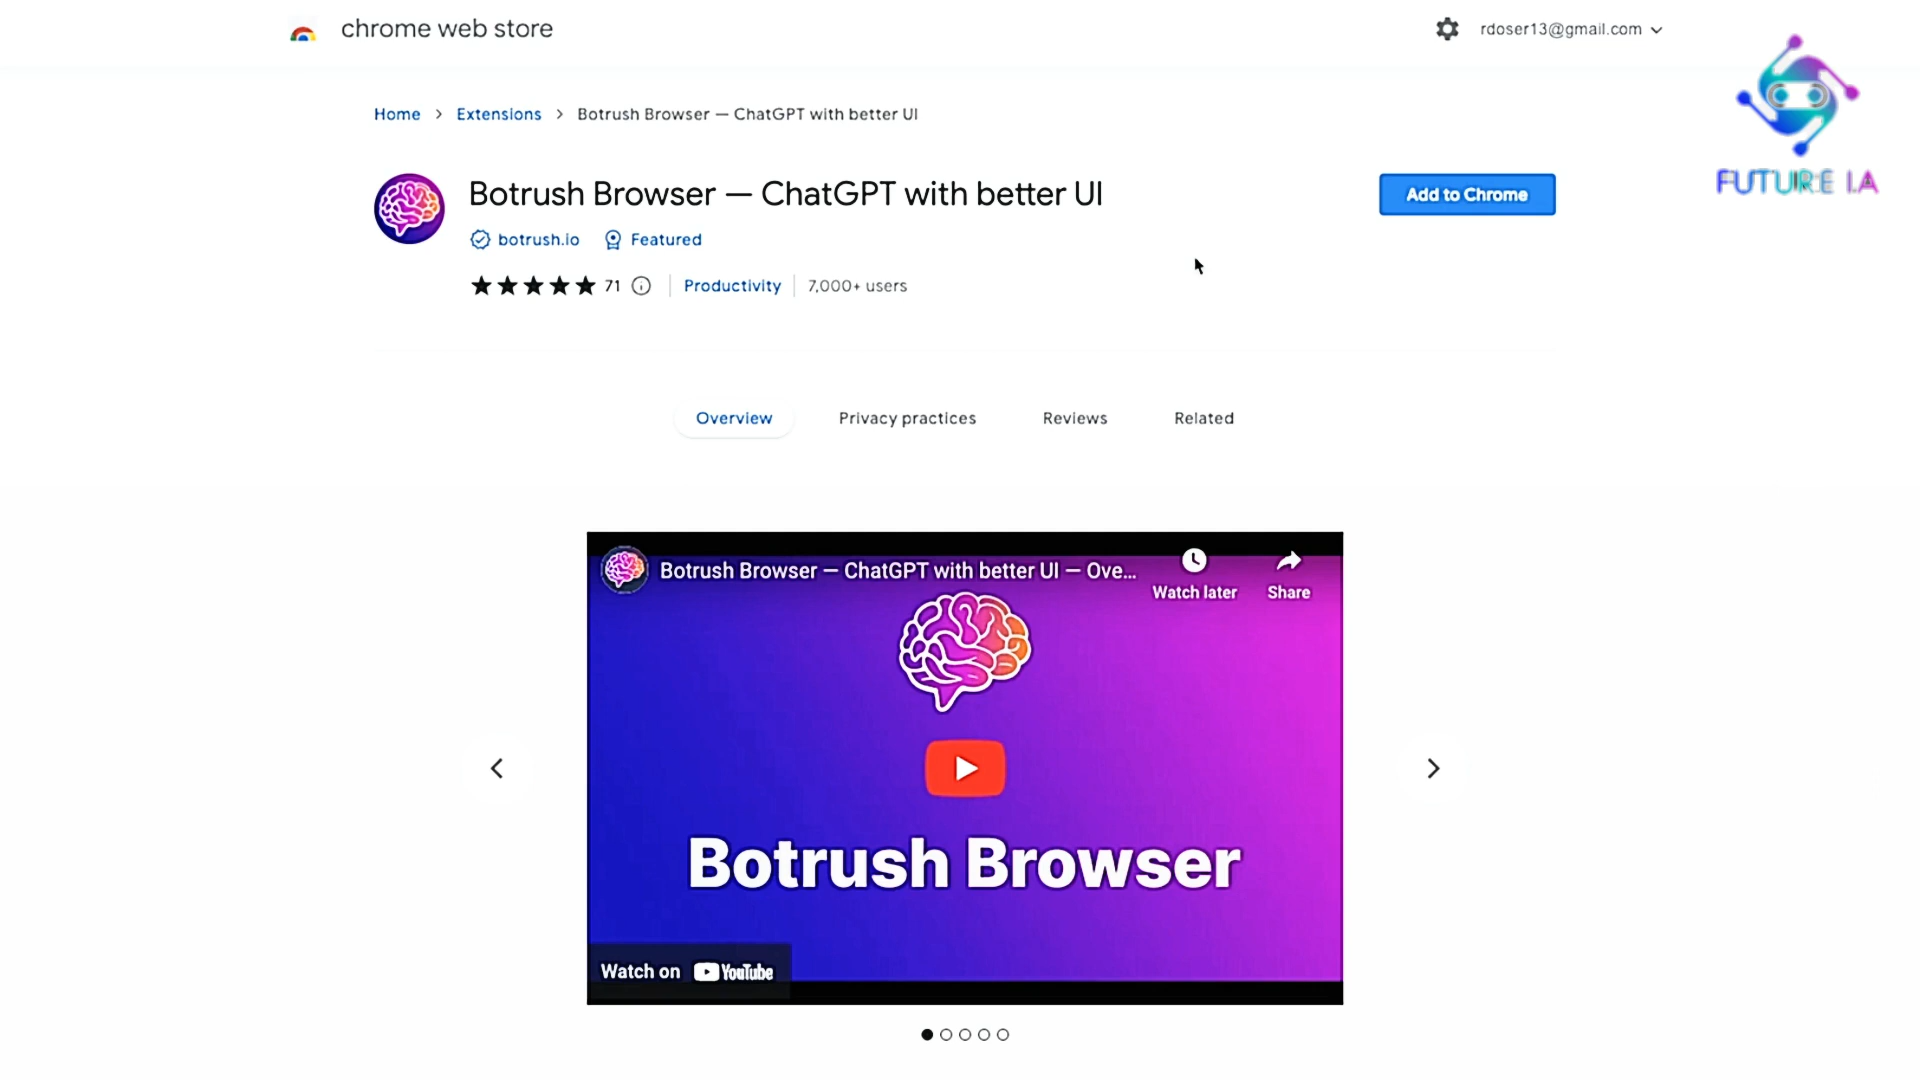 chrome web store
rdoser13@gmail.com
FUTURE I.A
Home > Extensions > Botrush Browser — ChatGPT with better UI
Botrush Browser — ChatGPT with better UI
Add to Chrome
botrush.io Featured
71 Productivity 7,000+ users
Overview Privacy practices Reviews Related
Botrush Browser — ChatGPT with better UI — Ove...
Watch later Share
Botrush Browser
Watch on YouTube